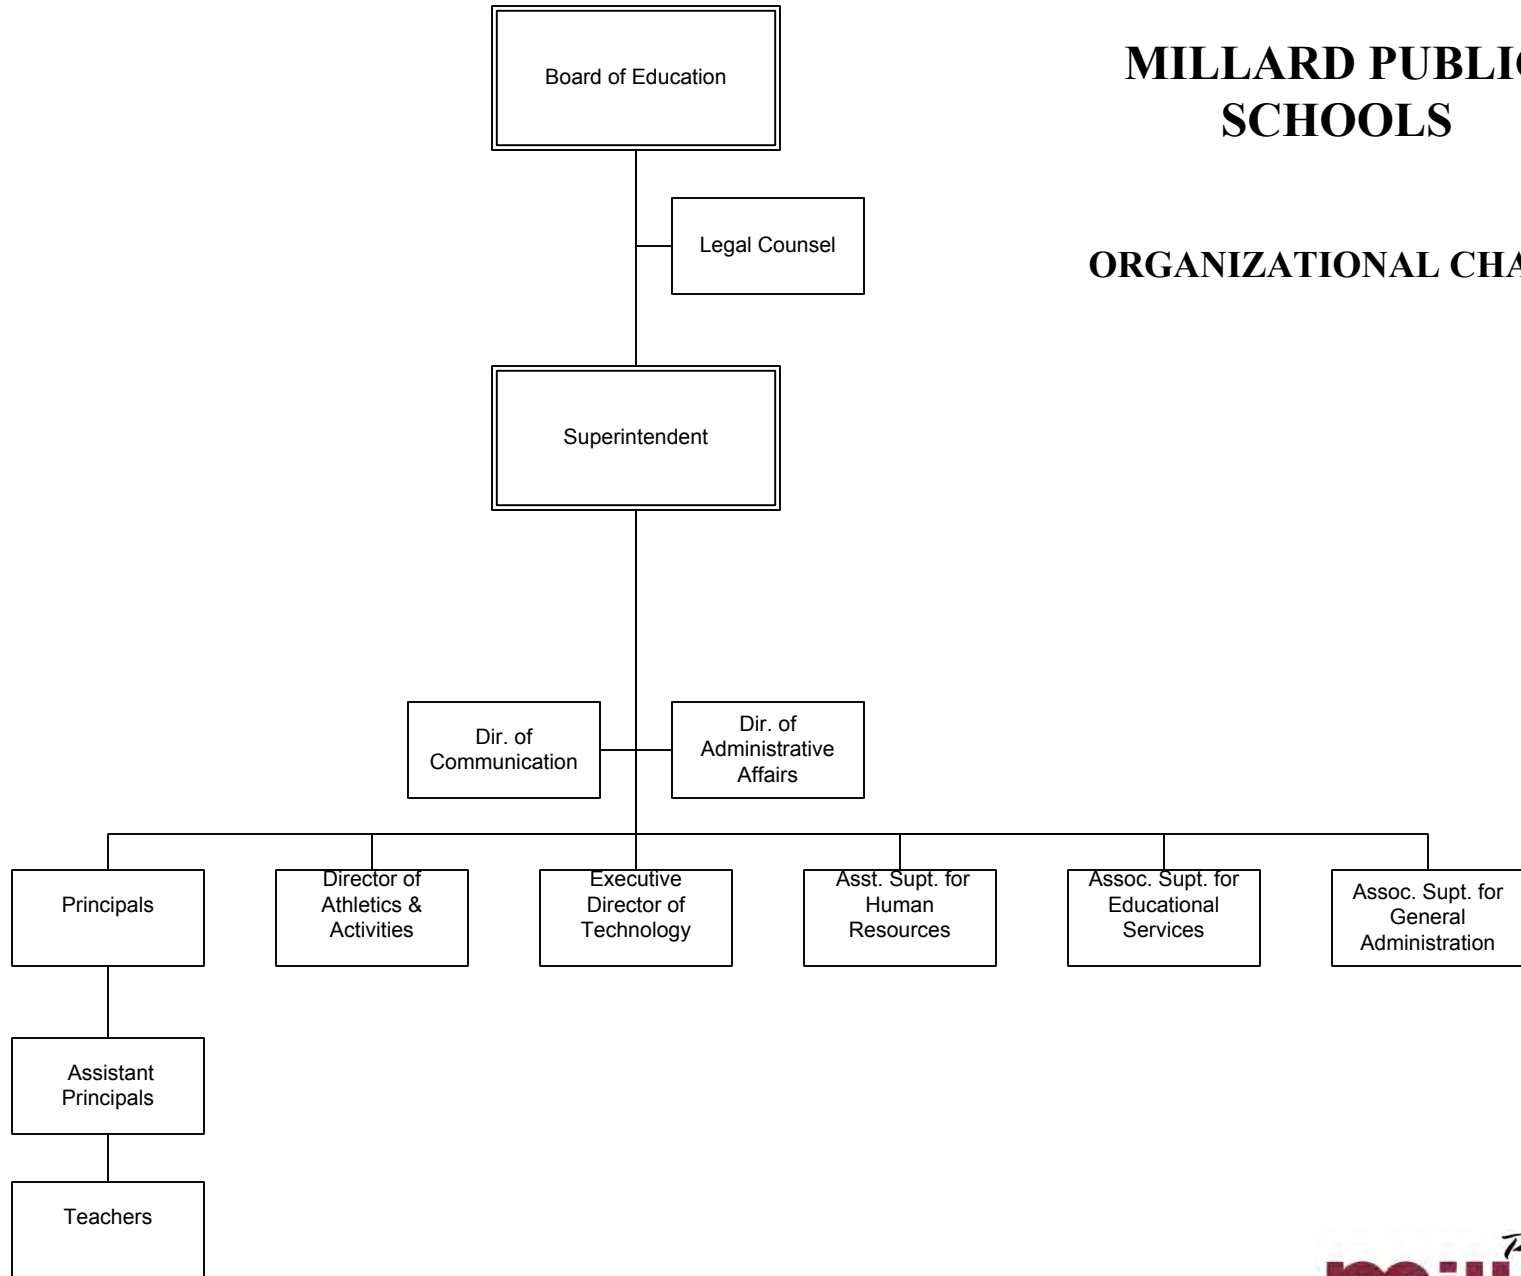 Board of Education
MILLARD PUBLIC
SCHOOLS
Legal Counsel
ORGANIZATIONAL CHA
Superintendent
Dir. of
Communication
Dir. of
Administrative
Affairs
Principals
Director of
Athletics &
Activities
Executive
Director of
Technology
Asst. Supt. for
Human
Resources
Assoc. Supt. for
Educational
Services
Assoc. Supt. for
General
Administration
Assistant
Principals
Teachers